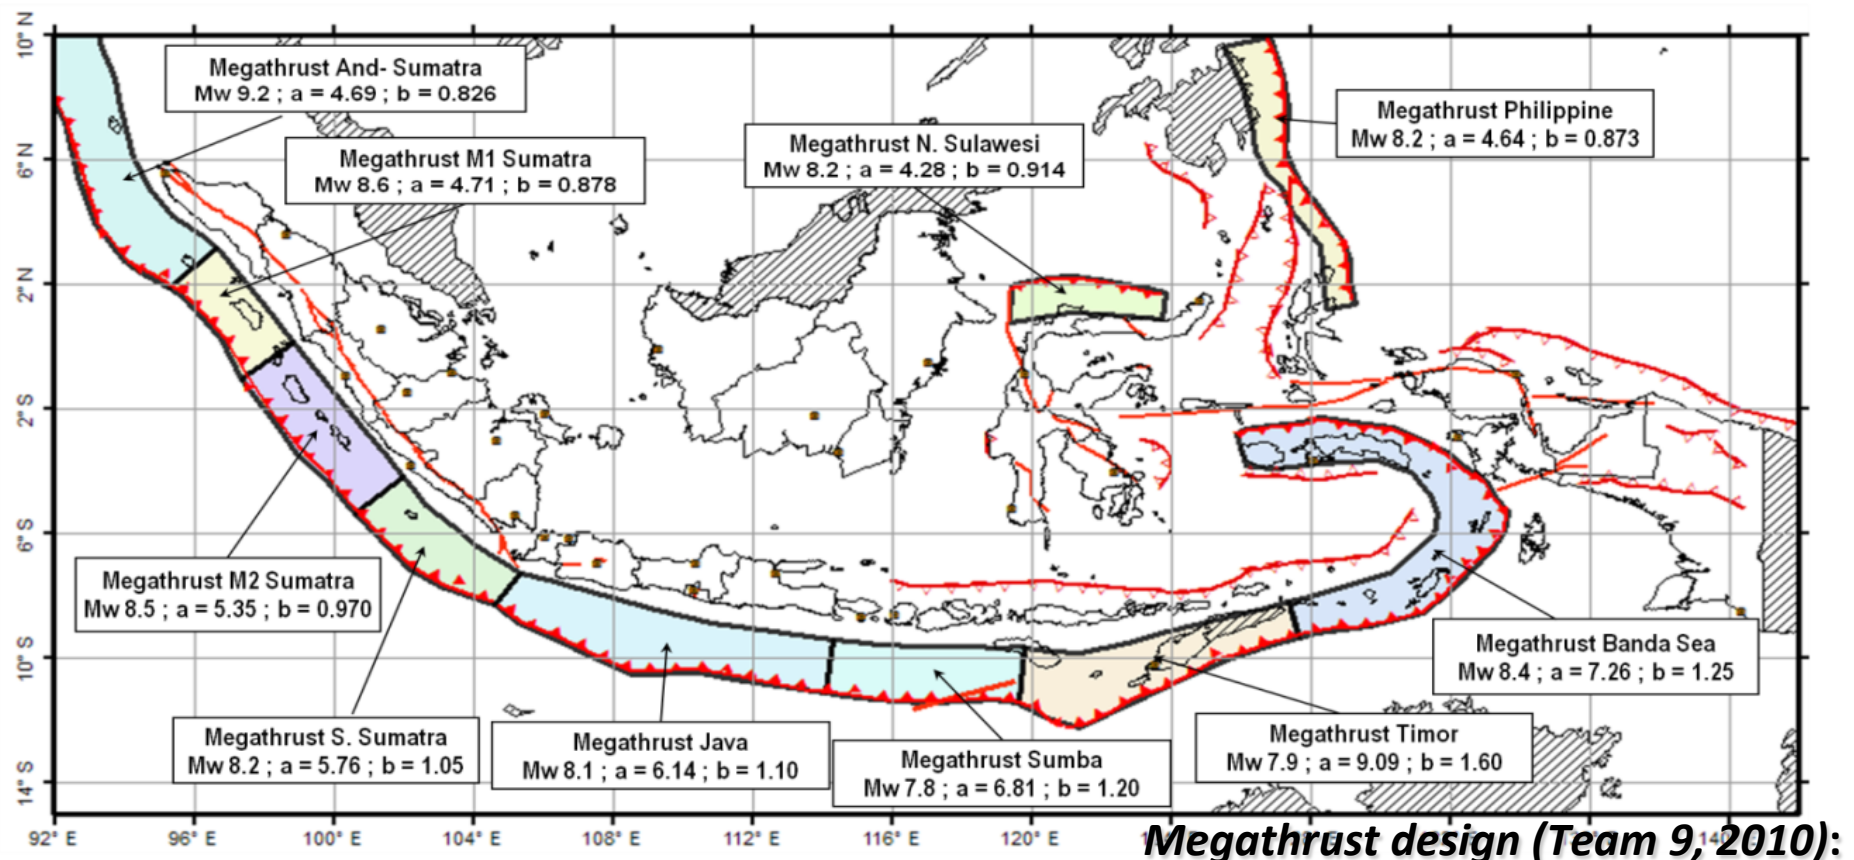 10° N
6° N
2° N
2° S
6° S
10° S
14° S
Megathrust And- Sumatra
Mw 9.2 ; a = 4.69 ; b = 0.826
Megathrust M1 Sumatra
Mw 8.6 ; a = 4.71 ; b = 0.878
Megathrust N. Sulawesi
Mw 8.2 ; a = 4.28 ; b = 0.914
Megathrust Philippine
Mw 8.2 ; a = 4.64 ; b = 0.873
Megathrust M2 Sumatra
Mw 8.5 ; a = 5.35 ; b = 0.970
Megathrust S. Sumatra
Mw 8.2 ; a = 5.76 ; b = 1.05
Megathrust Java
Mw 8.1 ; a = 6.14 ; b = 1.10
Megathrust Sumba
Mw 7.8 ; a = 6.81 ; b = 1.20
Megathrust Timor
Mw 7.9 ; a = 9.09 ; b = 1.60
Megathrust Banda Sea
Mw 8.4 ; a = 7.26 ; b = 1.25
92° E 96° E 100° E 104° E 108° E 112° E 116° E 120° E
Megathrust design (Team 9, 2010):